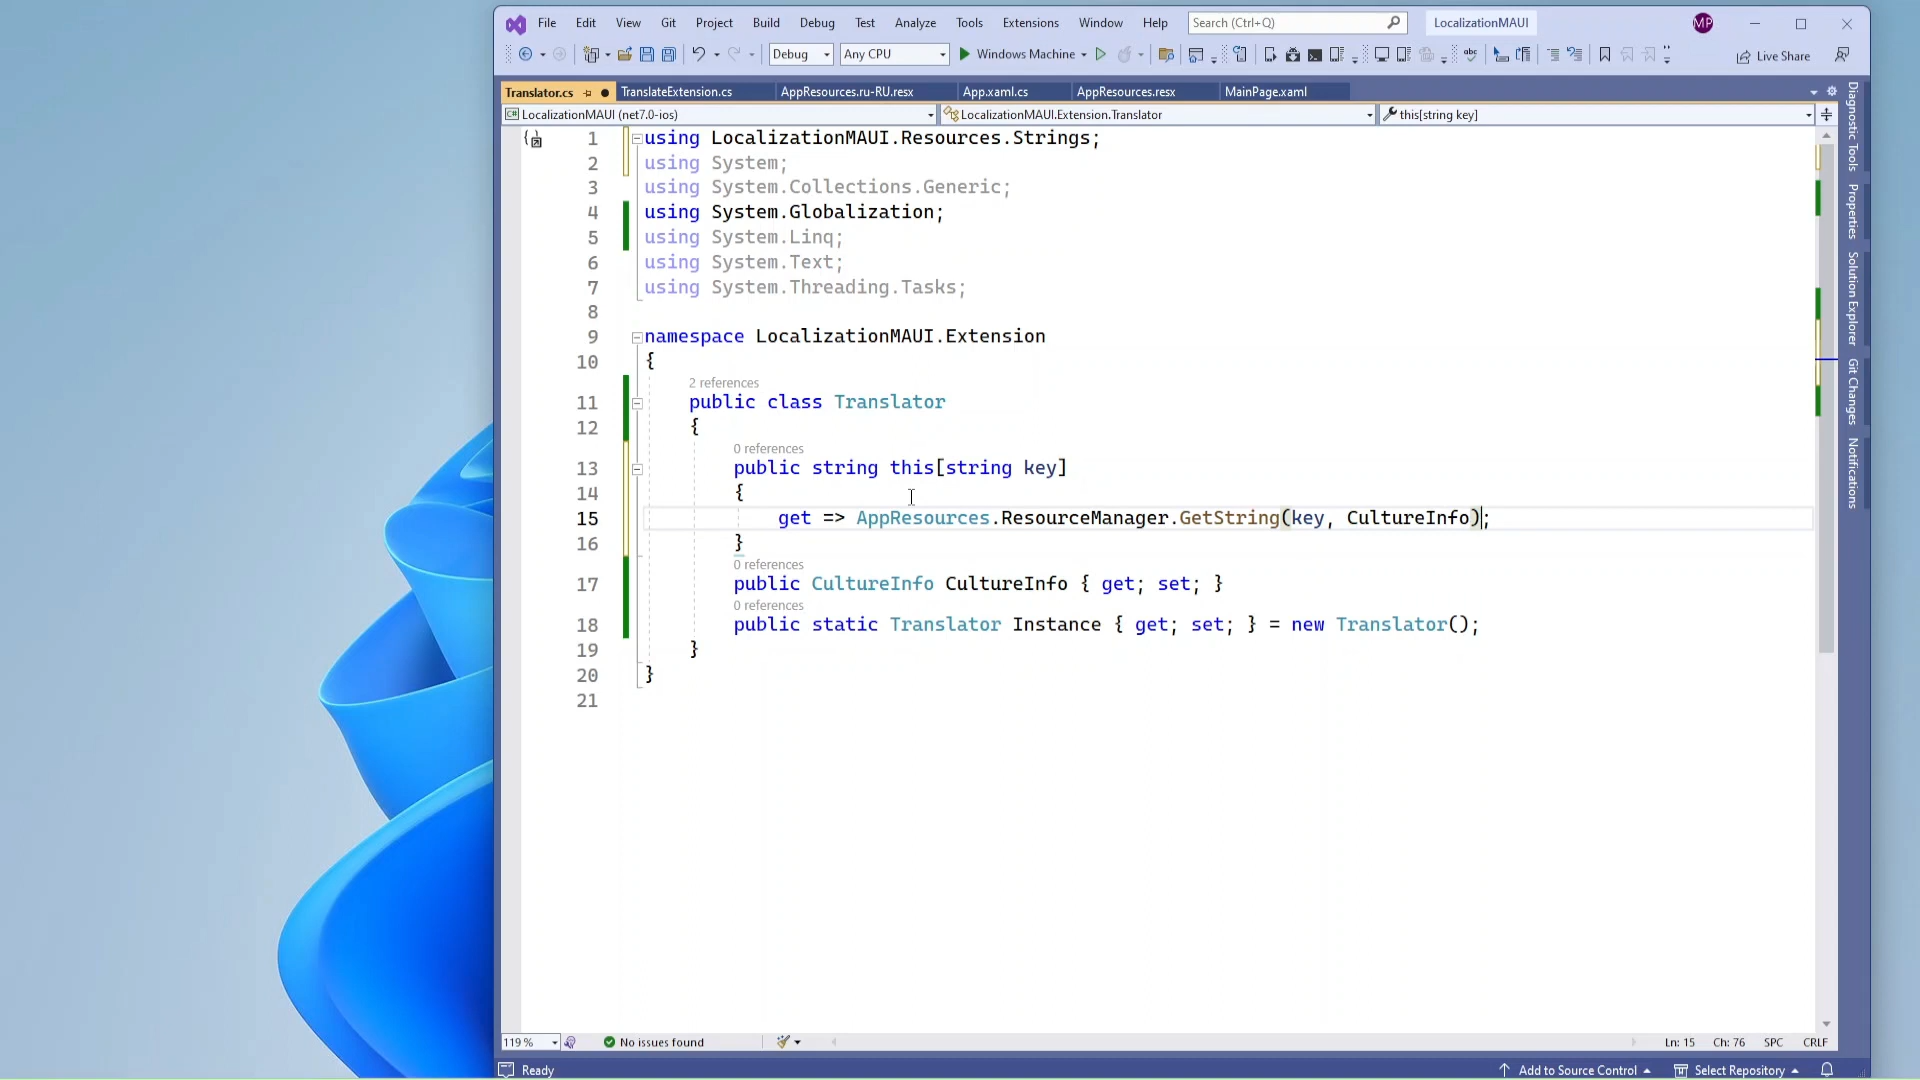 File Edit View Git Project Build Debug Test Analyze Tools Extensions Window Help Search (Ctrl+Q) LocalizationMAUI MP
Debug Any CPU Windows Machine Live Share
Translator.cs TranslateExtension.cs AppResources.ru-RU.resx App.xaml.cs AppResources.resx MainPage.xaml
LocalizationMAUI (net7.0-ios) LocalizationMAUI.Extension.Translator this[string key]
1 using LocalizationMAUI.Resources.Strings;
2 using System;
3 using System.Collections.Generic;
4 using System.Globalization;
5 using System.Linq;
6 using System.Text;
7 using System.Threading.Tasks;
8
9 namespace LocalizationMAUI.Extension
10 {
2 references
11 public class Translator
12 {
0 references
13 public string this[string key]
14 {
15 get => AppResources.ResourceManager.GetString(key, CultureInfo);
16 }
0 references
17 public CultureInfo CultureInfo { get; set; }
0 references
18 public static Translator Instance { get; set; } = new Translator();
19 }
20 }
21
Diagnostic Tools
Properties
Solution Explorer
Git Changes
Notifications
119 % No issues found Ln: 15 Ch: 76 SPC CRLF
Ready Add to Source Control Select Repository